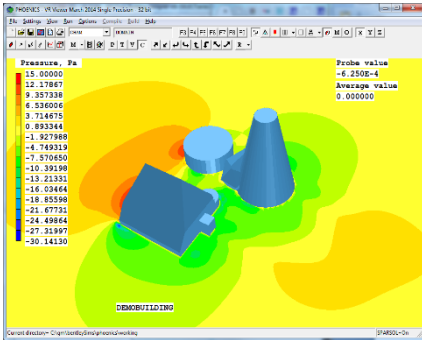 PHOENICS VR Viewer March 2014 Single Precision - 32 bit
File Settings View Run Options Compile Build Help
Pressure, Pa
Probe value
15.00000
-6.250E-4
12.17867
Average value
9.357338
0.000000
6.536006
3.714675
0.893344
-1.927988
-4.749319
-7.570650
-10.39198
-13.21331
-16.03464
-18.85598
-21.67731
-24.49864
-27.31997
-30.14130
DEMOBUILDING
SPARSOL=On